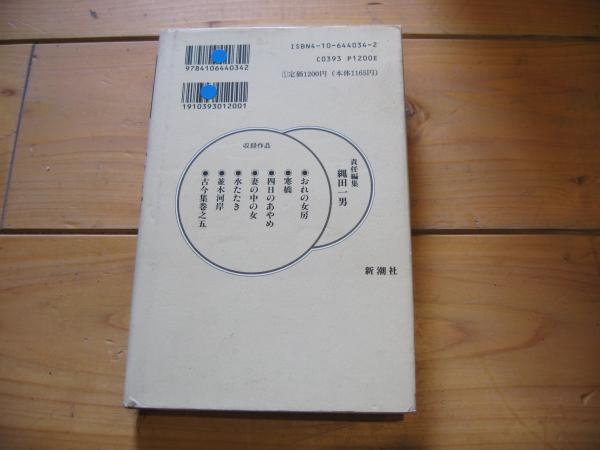 ISBN4-10-644034-2
C0393 P1200E
9784106440342
①定価1200円 (本体1165円)
1910393012001
収録作品
責任編集
縄田一男
●おれの女房
●寒橋
●四日のあやめ
●妻の中の女
●水たたき
●並木河岸
●古今集巻之五
新潮社